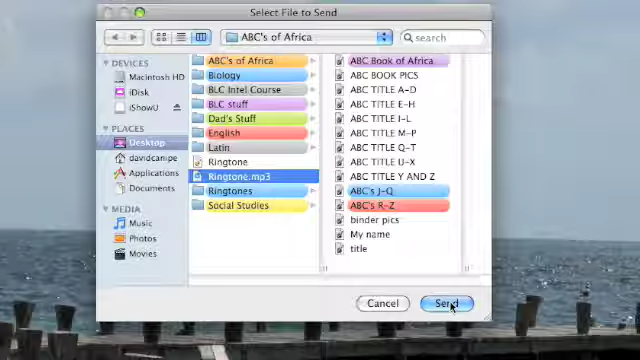 Select File to Send
ABC's of Africa
search
DEVICES
Macintosh HD
iDisk
iShowU
PLACES
Desktop
davidcanipe
Applications
Documents
MEDIA
Music
Photos
Movies
ABC's of Africa
Biology
BLC Intel Course
BLC stuff
Dad's Stuff
English
Latin
Ringtone
Ringtone.mp3
Ringtones
Social Studies
ABC Book of Africa
ABC BOOK PICS
ABC TITLE A-D
ABC TITLE E-H
ABC TITLE I-L
ABC TITLE M-P
ABC TITLE Q-T
ABC TITLE U-X
ABC TITLE Y AND Z
ABC's J-Q
ABC's R-Z
binder pics
My name
title
Cancel
Send